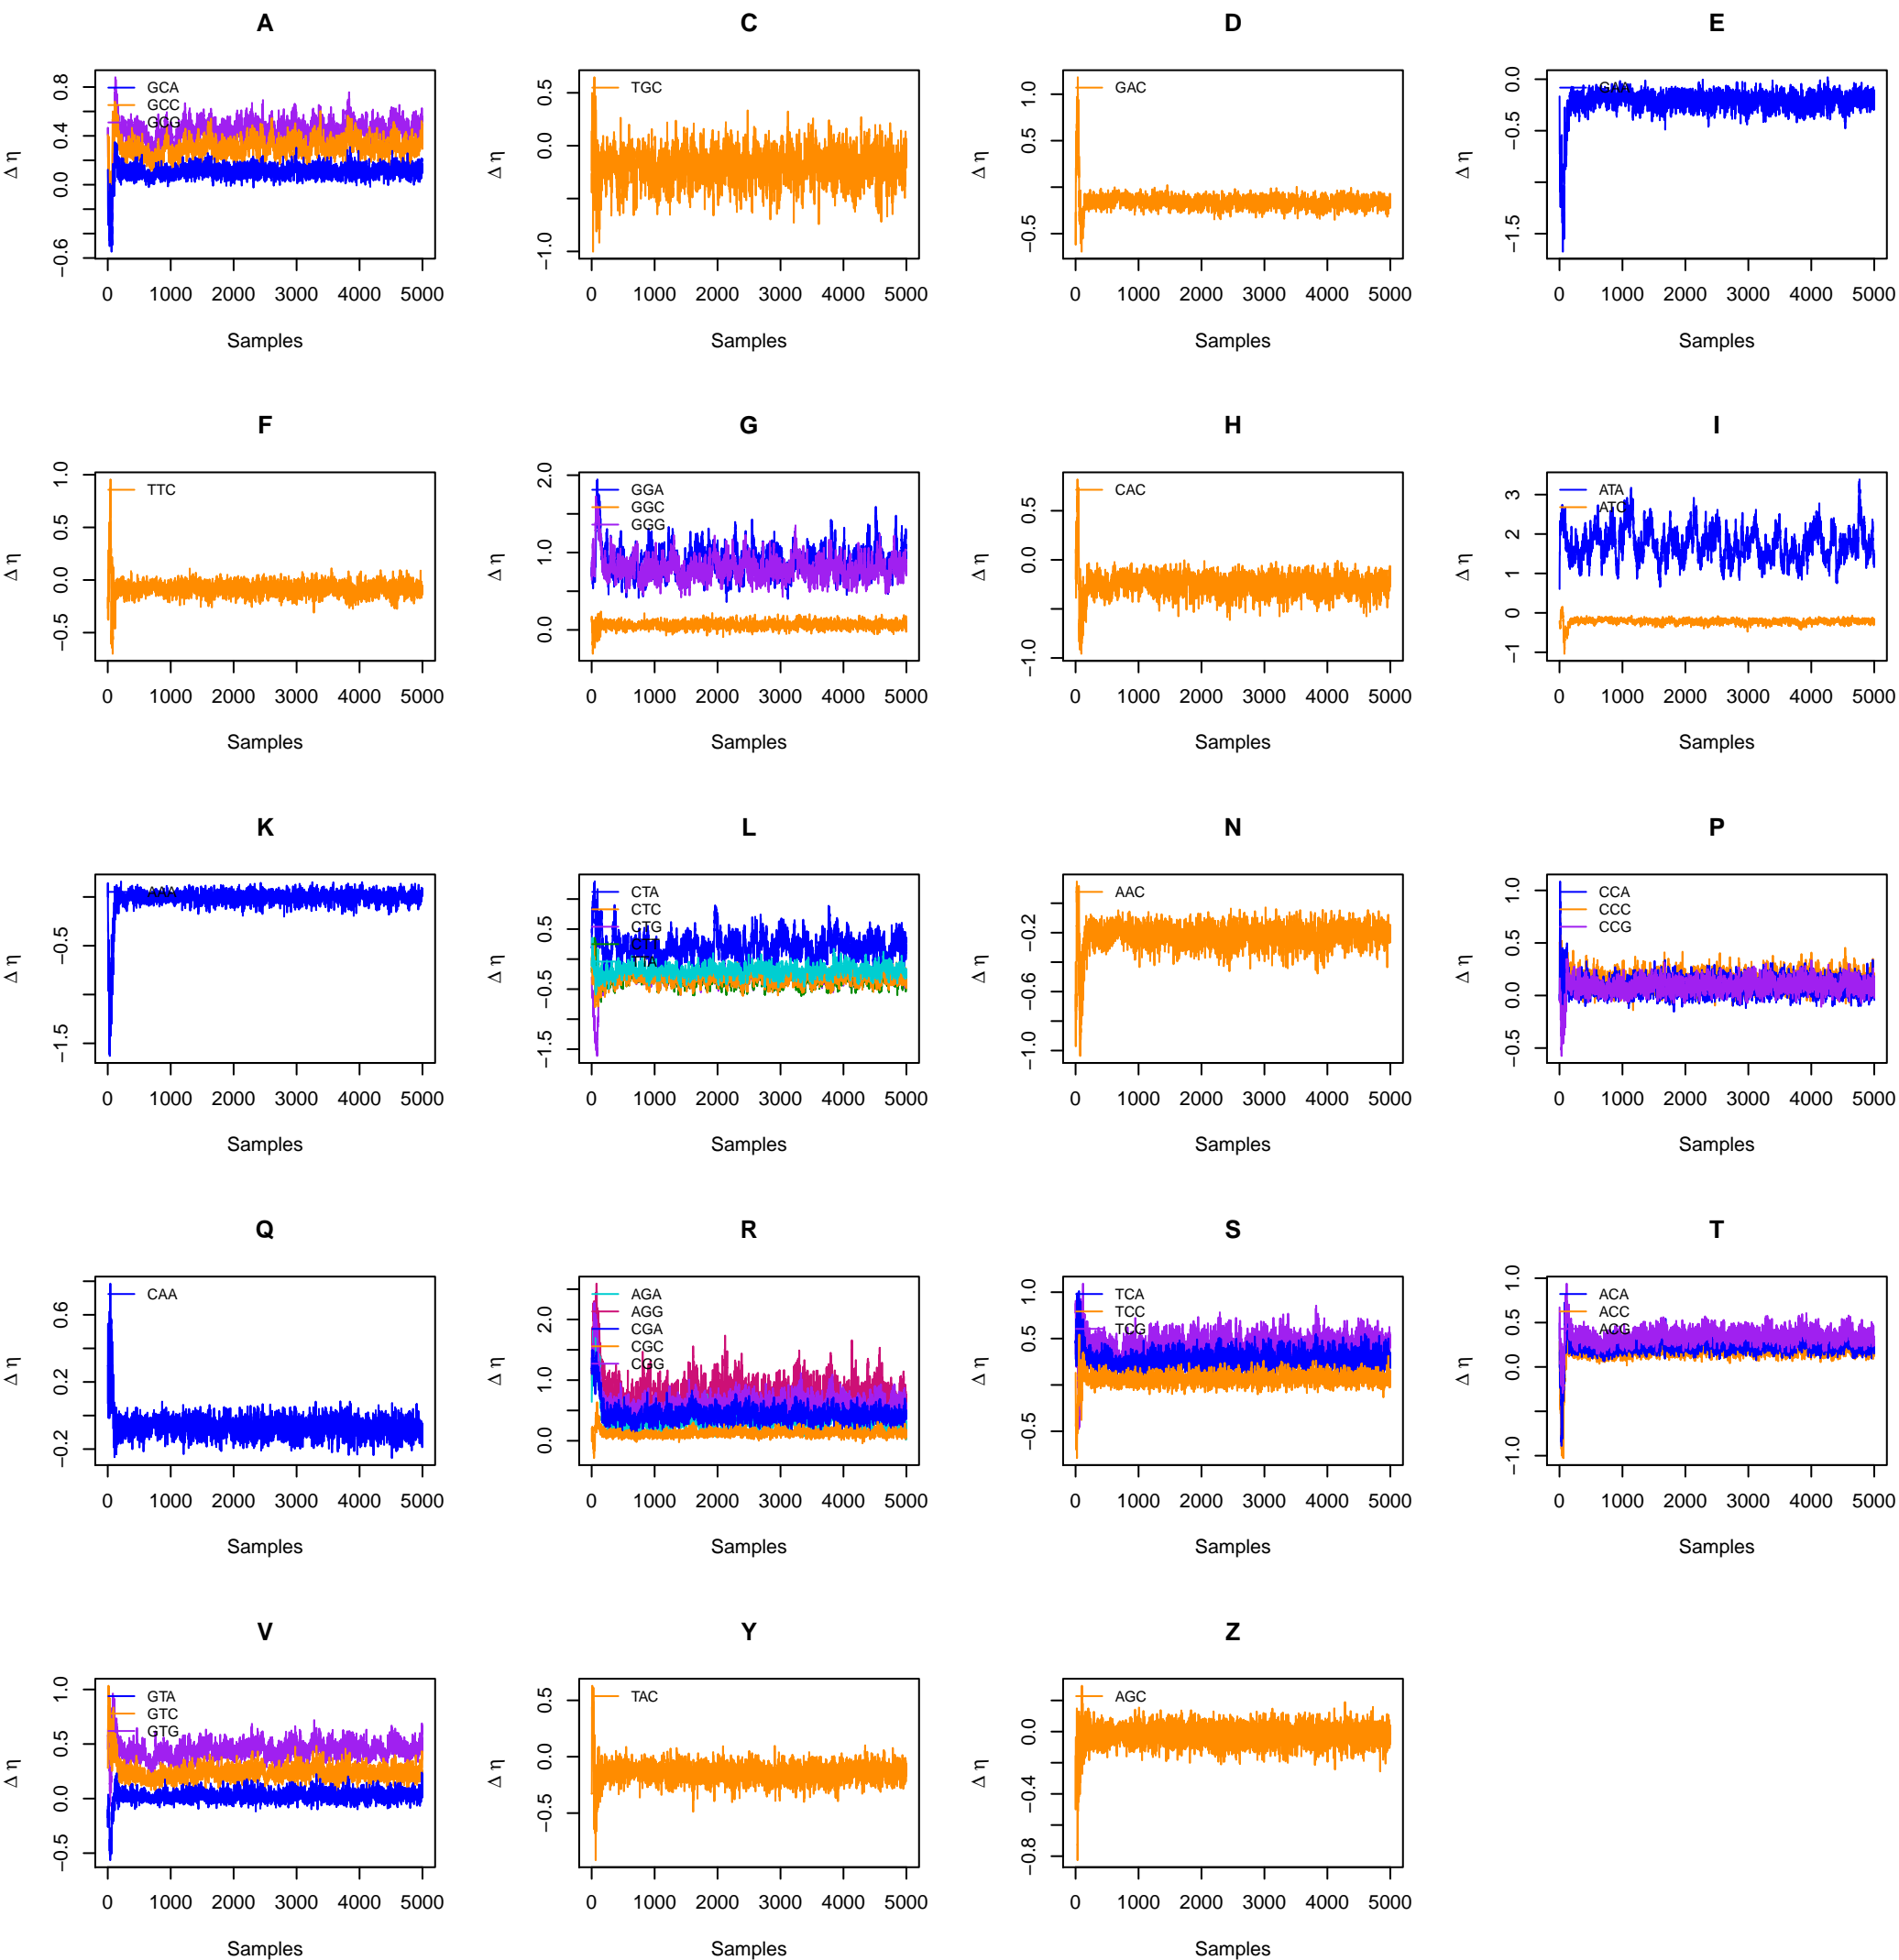 A
Δ η
0.8
0.4
0.0
−0.6
GCA
GCC
GCG
0 1000 2000 3000 4000 5000
Samples
C
Δ η
0.5
0.0
−1.0
TGC
0 1000 2000 3000 4000 5000
Samples
D
Δ η
1.0
0.5
−0.5
GAC
0 1000 2000 3000 4000 5000
Samples
E
Δ η
0.0
−0.5
−1.5
GAA
0 1000 2000 3000 4000 5000
Samples
F
Δ η
1.0
0.5
0.0
−0.5
TTC
0 1000 2000 3000 4000 5000
Samples
G
Δ η
2.0
1.0
0.0
GGA
GGC
GGG
0 1000 2000 3000 4000 5000
Samples
H
Δ η
0.5
0.0
−1.0
CAC
0 1000 2000 3000 4000 5000
Samples
I
Δ η
3
2
1
0
−1
ATA
ATC
0 1000 2000 3000 4000 5000
Samples
K
Δ η
−0.5
−1.5
AAA
0 1000 2000 3000 4000 5000
Samples
L
Δ η
0.5
−0.5
−1.5
CTA
CTC
CTG
CTT
TTA
0 1000 2000 3000 4000 5000
Samples
N
Δ η
−0.2
−0.6
−1.0
AAC
0 1000 2000 3000 4000 5000
Samples
P
Δ η
1.0
0.5
0.0
−0.5
CCA
CCC
CCG
0 1000 2000 3000 4000 5000
Samples
Q
Δ η
0.6
0.2
−0.2
CAA
0 1000 2000 3000 4000 5000
Samples
R
Δ η
2.0
1.0
0.0
AGA
AGG
CGA
CGC
CGG
0 1000 2000 3000 4000 5000
Samples
S
Δ η
1.0
0.5
−0.5
TCA
TCC
TCG
0 1000 2000 3000 4000 5000
Samples
T
Δ η
1.0
0.5
0.0
−1.0
ACA
ACC
ACG
0 1000 2000 3000 4000 5000
Samples
V
Δ η
1.0
0.5
0.0
−0.5
GTA
GTC
GTG
0 1000 2000 3000 4000 5000
Samples
Y
Δ η
0.5
0.0
−0.5
TAC
0 1000 2000 3000 4000 5000
Samples
Z
Δ η
0.0
−0.4
−0.8
AGC
0 1000 2000 3000 4000 5000
Samples